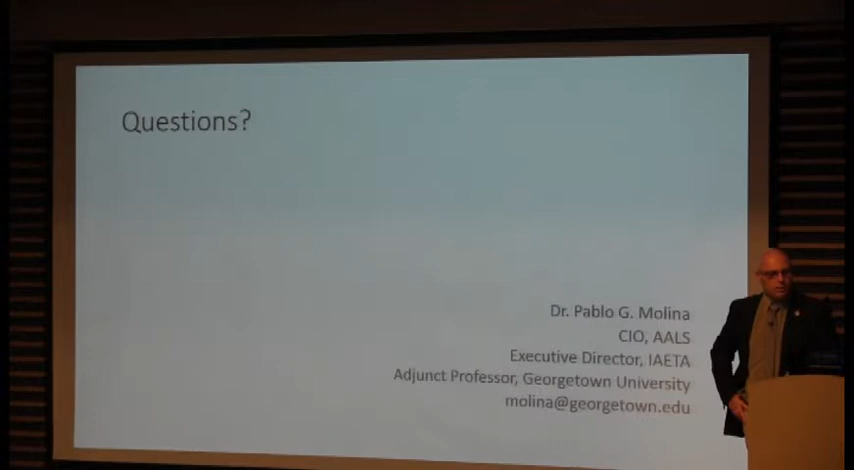 Questions?
Dr. Pablo G. Molina
CIO, AALS
Executive Director, IAETA
Adjunct Professor, Georgetown University
molina@georgetown.edu